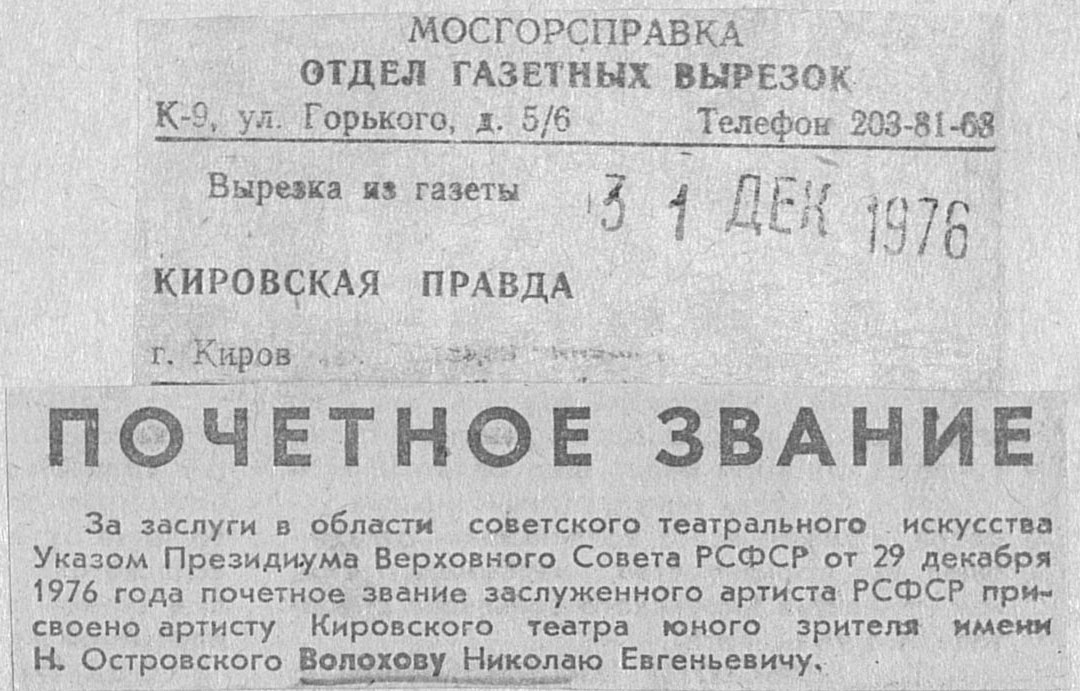 МОСГОРСПРАВКА
ОТДЕЛ ГАЗЕТНЫХ ВЫРЕЗОК
К-9, ул. Горького, д. 5/6 Телефон 203-81-63
Вырезка из газеты 31 ДЕК 1976
КИРОВСКАЯ ПРАВДА
г. Киров
ПОЧЕТНОЕ ЗВАНИЕ
За заслуги в области советского театрального искусства
Указом Президиума Верховного Совета РСФСР от 29 декабря
1976 года почетное звание заслуженного артиста РСФСР при-
своено артисту Кировского театра юного зрителя имени
Н. Островского Волохову Николаю Евгеньевичу.